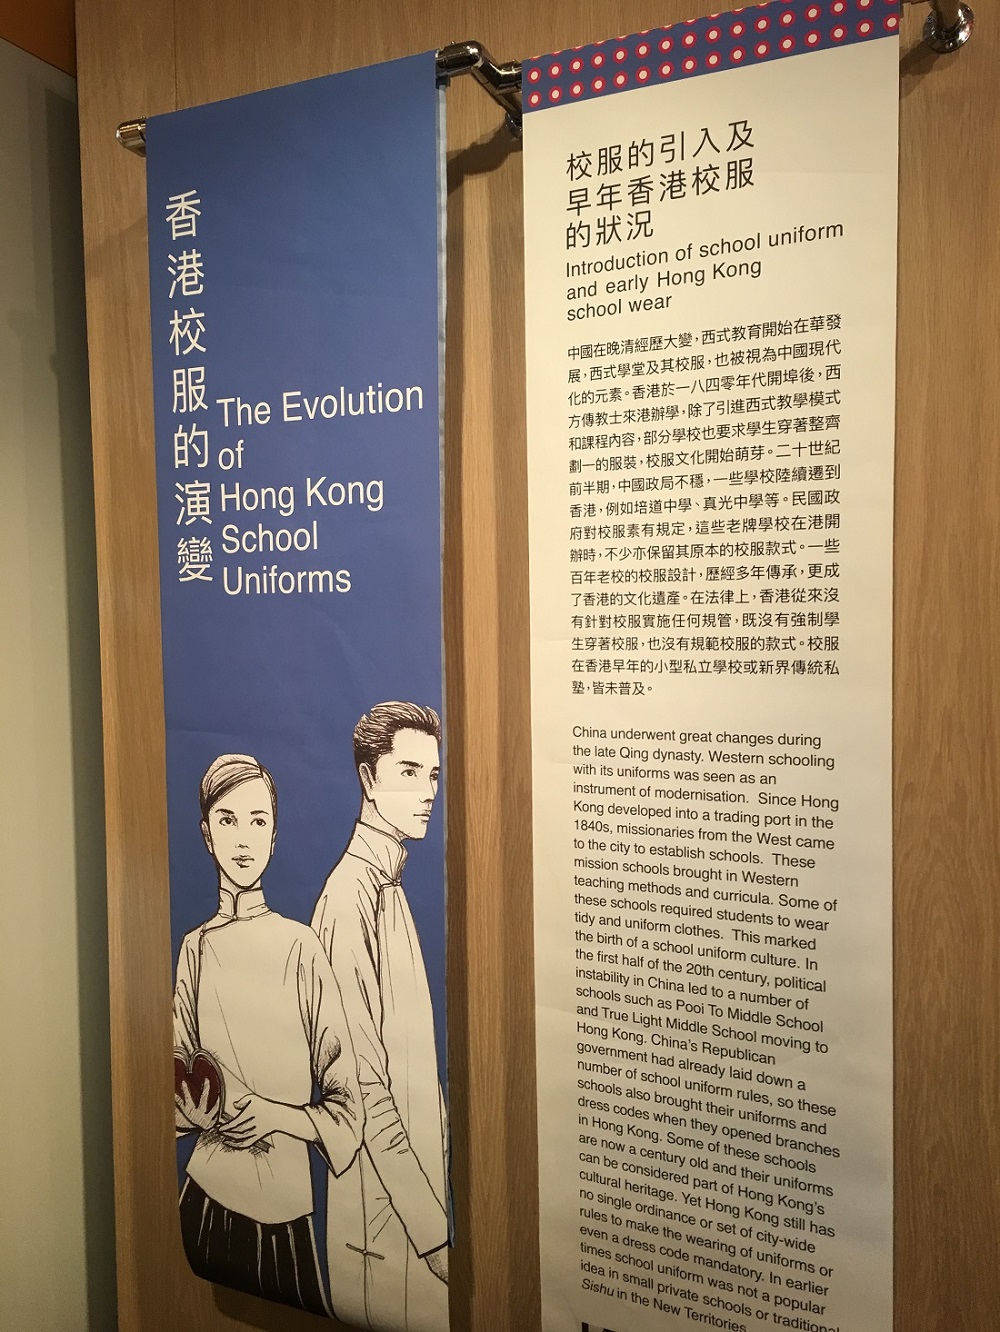 香港校服的演變
The Evolution
of
Hong Kong
School
Uniforms
校服的引入及
早年香港校服
的狀況
Introduction of school uniform
and early Hong Kong
school wear
中國在晚清經歷大變，西式教育開始在華發
展，西式學堂及其校服，也被視為中國現代
化的元素。香港於一八四零年代開埠後，西
方傳教士來港辦學，除了引進西式教學模式
和課程內容，部分學校也要求學生穿著整齊
劃一的服裝，校服文化開始萌芽。二十世紀
前半期，中國政局不穩，一些學校陸續遷到
香港，例如培道中學、真光中學等。民國政
府對校服素有規定，這些老牌學校在港開
辦時，不少亦保留其原本的校服款式。一些
百年老校的校服設計，歷經多年傳承，更成
了香港的文化遺產。在法律上，香港從來沒
有針對校服實施任何規管，既沒有強制學
生穿著校服，也沒有規範校服的款式。校服
在香港早年的小型私立學校或新界傳統私
塾，皆未普及。
China underwent great changes during
the late Qing dynasty. Western schooling
with its uniforms was seen as an
instrument of modernisation. Since Hong
Kong developed into a trading port in the
1840s, missionaries from the West came
to the city to establish schools. These
mission schools brought in Western
teaching methods and curricula. Some of
these schools required students to wear
tidy and uniform clothes. This marked
the birth of a school uniform culture. In
the first half of the 20th century, political
instability in China led to a number of
schools such as Pooi To Middle School
and True Light Middle School moving to
Hong Kong. China's Republican
government had already laid down a
number of school uniform rules, so these
schools also brought their uniforms and
dress codes when they opened branches
in Hong Kong. Some of these schools
are now a century old and their uniforms
can be considered part of Hong Kong's
cultural heritage. Yet Hong Kong still has
no single ordinance or set of city-wide
rules to make the wearing of uniforms or
even a dress code mandatory. In earlier
times school uniform was not a popular
idea in small private schools or traditional
Sishu in the New Territories.